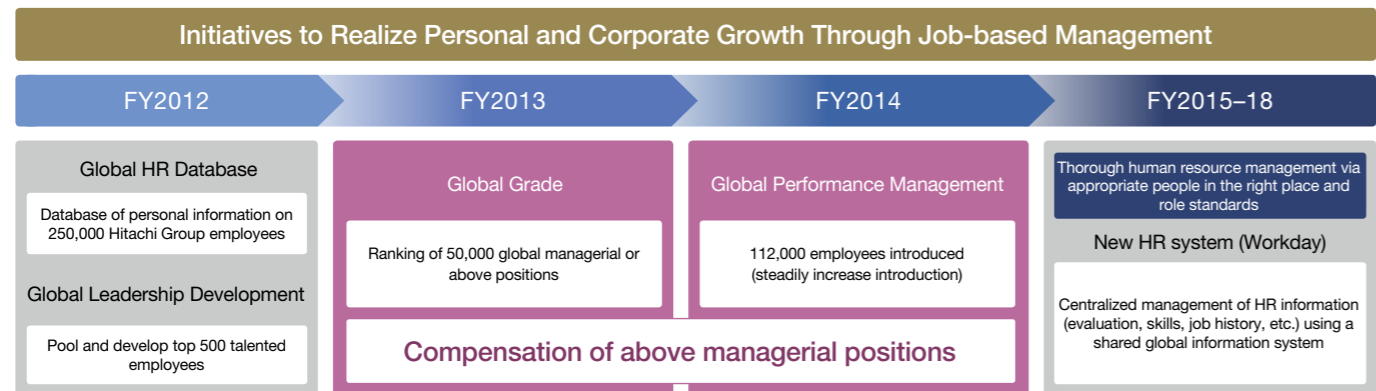 Initiatives to Realize Personal and Corporate Growth Through Job-based Management
FY2012
FY2013
FY2014
FY2015–18
Global HR Database
Database of personal information on
250,000 Hitachi Group employees
Global Leadership Development
Pool and develop top 500 talented
employees
Global Grade
Ranking of 50,000 global managerial or
above positions
Global Performance Management
112,000 employees introduced
(steadily increase introduction)
Compensation of above managerial positions
Thorough human resource management via
appropriate people in the right place and
role standards
New HR system (Workday)
Centralized management of HR information
(evaluation, skills, job history, etc.) using a
shared global information system